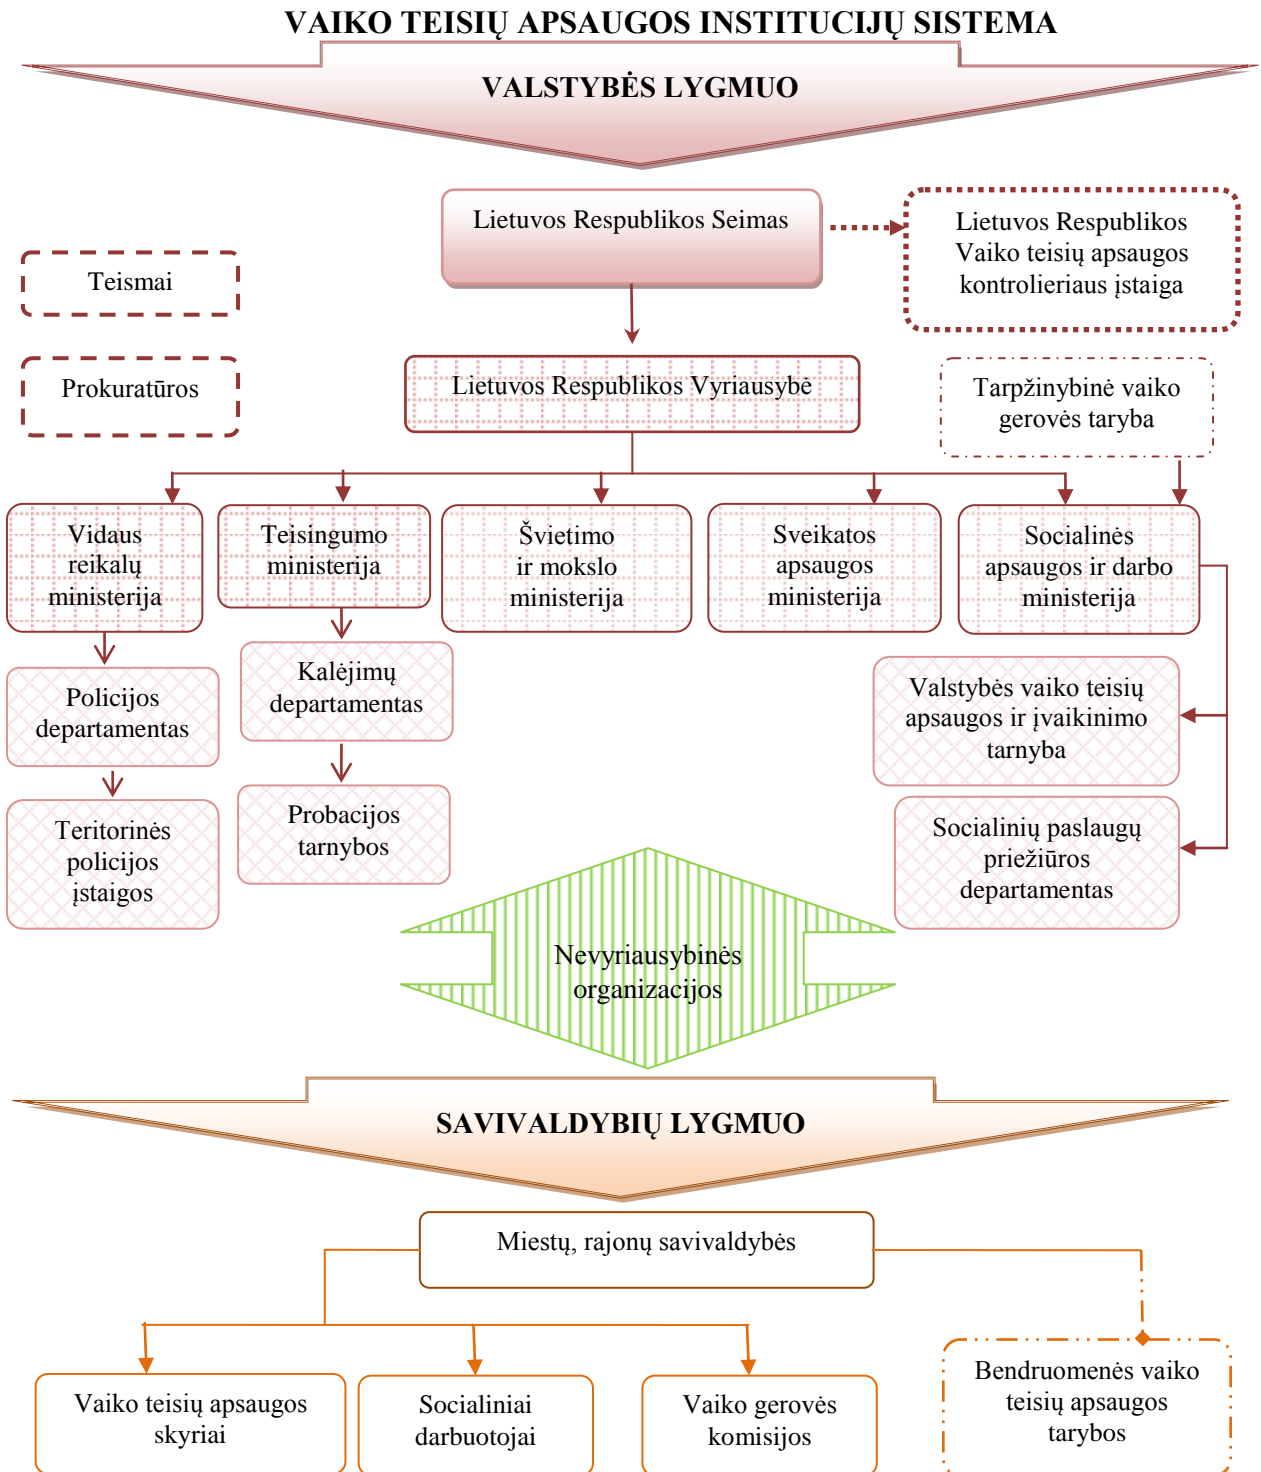 VAIKO TEISIŲ APSAUGOS INSTITUCIJŲ SISTEMA
VALSTYBĖS LYGMUO
Lietuvos Respublikos Seimas
Lietuvos Respublikos
Vaiko teisių apsaugos
kontrolieriaus įstaiga
Teismai
Prokuratūros
Lietuvos Respublikos Vyriausybė
Tarpžinybinė vaiko
gerovės taryba
Vidaus
reikalų
ministerija
Teisingumo
ministerija
Švietimo
ir mokslo
ministerija
Sveikatos
apsaugos
ministerija
Socialinės
apsaugos ir darbo
ministerija
Policijos
departamentas
Kalėjimų
departamentas
Valstybės vaiko teisių
apsaugos ir įvaikinimo
tarnyba
Teritorinės
policijos
įstaigos
Probacijos
tarnybos
Socialinių paslaugų
priežiūros
departamentas
Nevyriausybinės
organizacijos
SAVIVALDYBIŲ LYGMUO
Miestų, rajonų savivaldybės
Vaiko teisių apsaugos
skyriai
Socialiniai
darbuotojai
Vaiko gerovės
komisijos
Bendruomenės vaiko
teisių apsaugos
tarybos